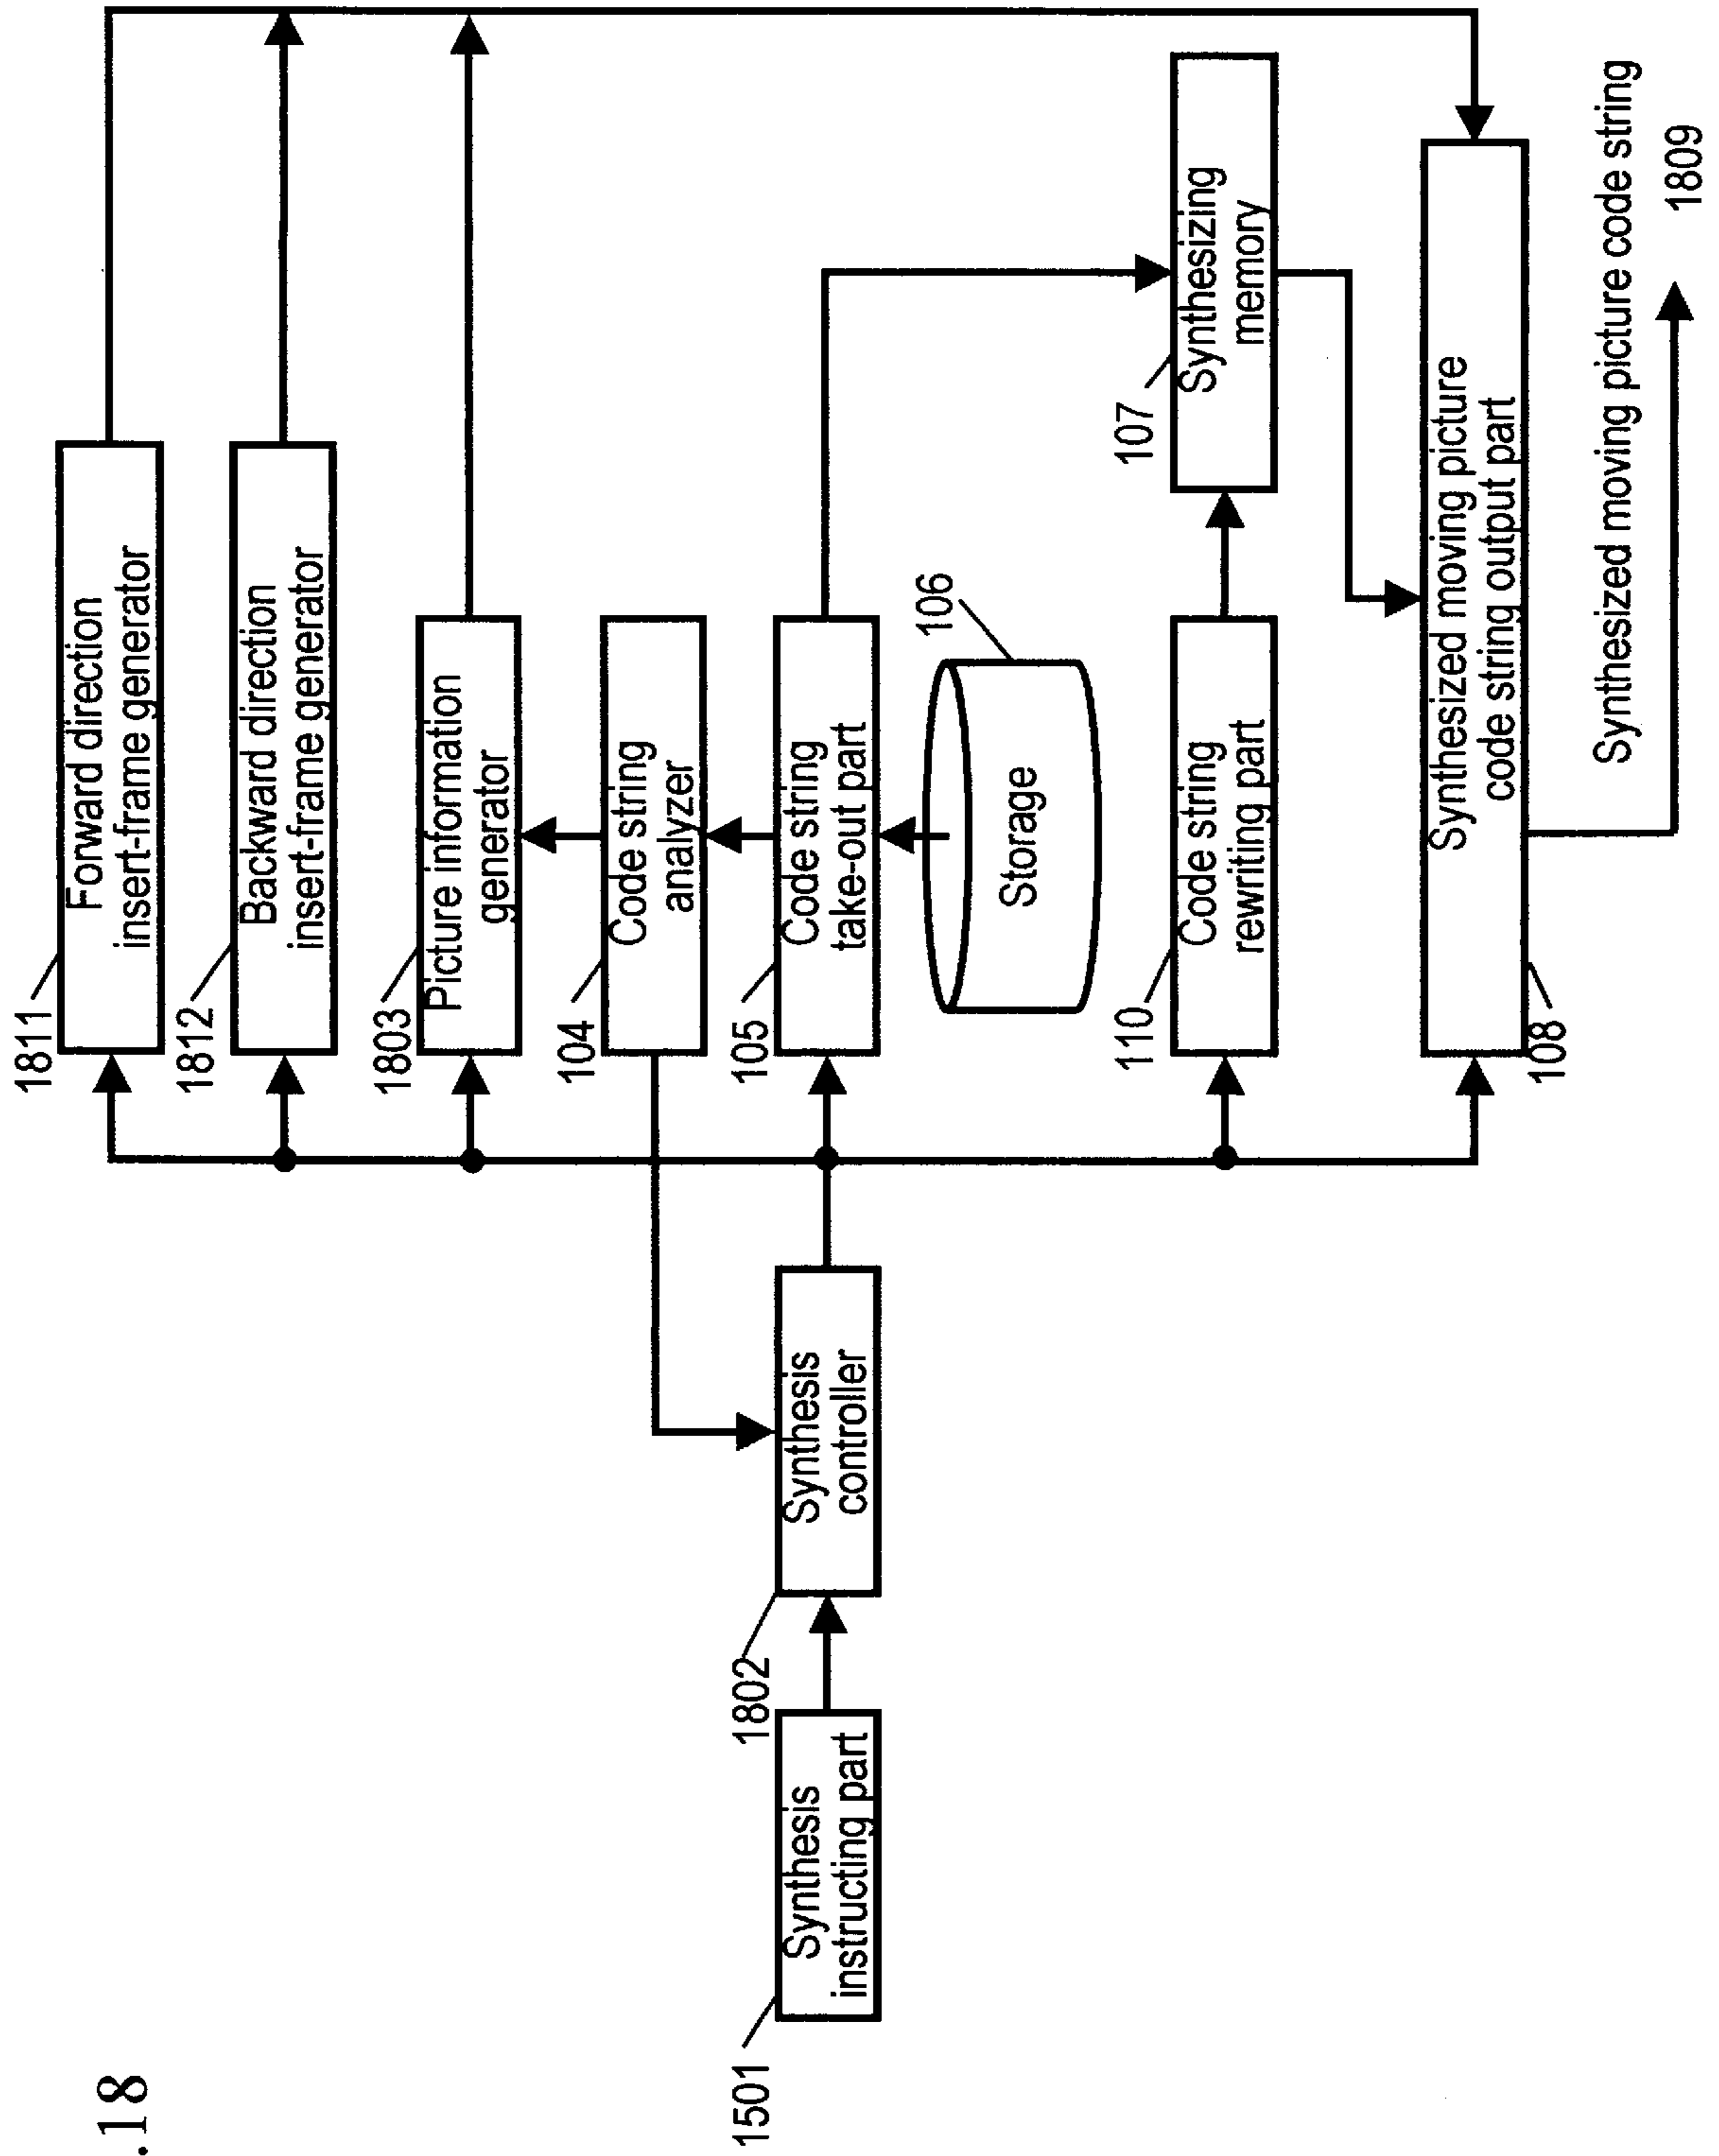 .18
1501
Synthesis
instructing part
1802
Synthesis
controller
1811
Forward direction
insert-frame generator
1812
Backward direction
insert-frame generator
1803
Picture information
generator
104
Code string
analyzer
105
Code string
take-out part
106
Storage
110
Code string
rewriting part
107
Synthesizing
memory
108
Synthesized moving picture
code string output part
Synthesized moving picture code string
1809